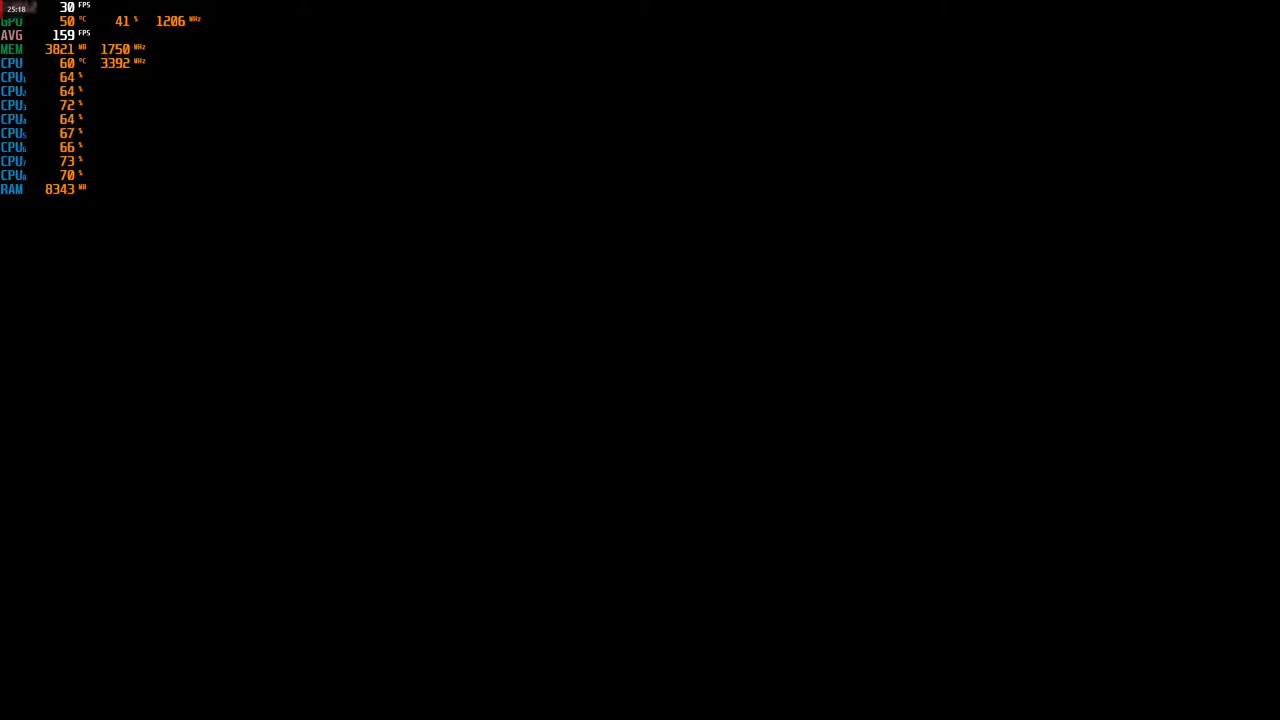 30 FPS
25:18
GPU 50 °C 41 % 1206 MHz
AVG 159 FPS
MEM 3821 MB 1750 MHz
CPU 60 °C 3392 MHz
CPU1 64 %
CPU2 64 %
CPU3 72 %
CPU4 64 %
CPU5 67 %
CPU6 66 %
CPU7 73 %
CPU8 70 %
RAM 8343 MB